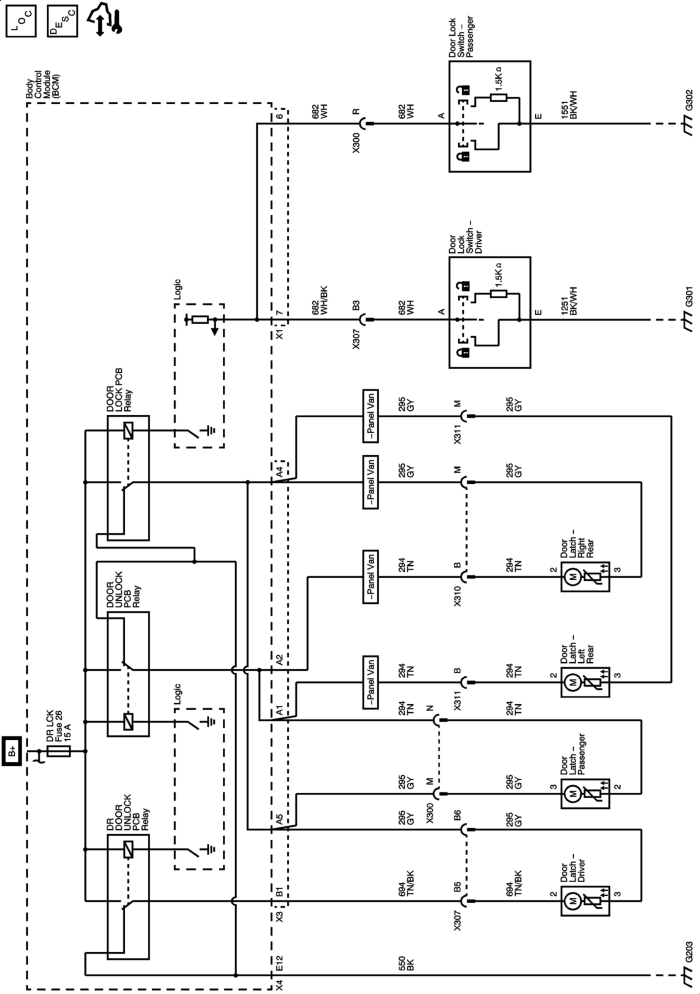 LOC
DESC
Body
Control
Module
(BCM)
B+
DR LCK
Fuse 26
15 A
DR
DOOR
UNLOCK
PCB
Relay
DOOR
UNLOCK
PCB
Relay
DOOR
LOCK PCB
Relay
Logic
Logic
X4
E12
X3
B1
A5
A1
A2
A4
X1
7
6
550
BK
694
TN/BK
295
GY
295
GY
294
TN
294
TN
294
TN
295
GY
295
GY
682
WH/BK
682
WH
–Panel Van
–Panel Van
–Panel Van
–Panel Van
X307
B5
B6
X300
M
N
X311
B
X310
B
M
X311
M
X307
B3
X300
R
694
TN/BK
295
GY
295
GY
294
TN
294
TN
294
TN
295
GY
295
GY
682
WH
682
WH
Door
Latch –
Driver
2
M
3
Door
Latch –
Passenger
3
M
2
Door
Latch –
Left
Rear
2
M
3
Door
Latch –
Right
Rear
2
M
3
Door
Lock
Switch –
Driver
A
1.5K Ω
E
Door Lock
Switch –
Passenger
A
1.5K Ω
E
1251
BK/WH
1551
BK/WH
G203
G301
G302